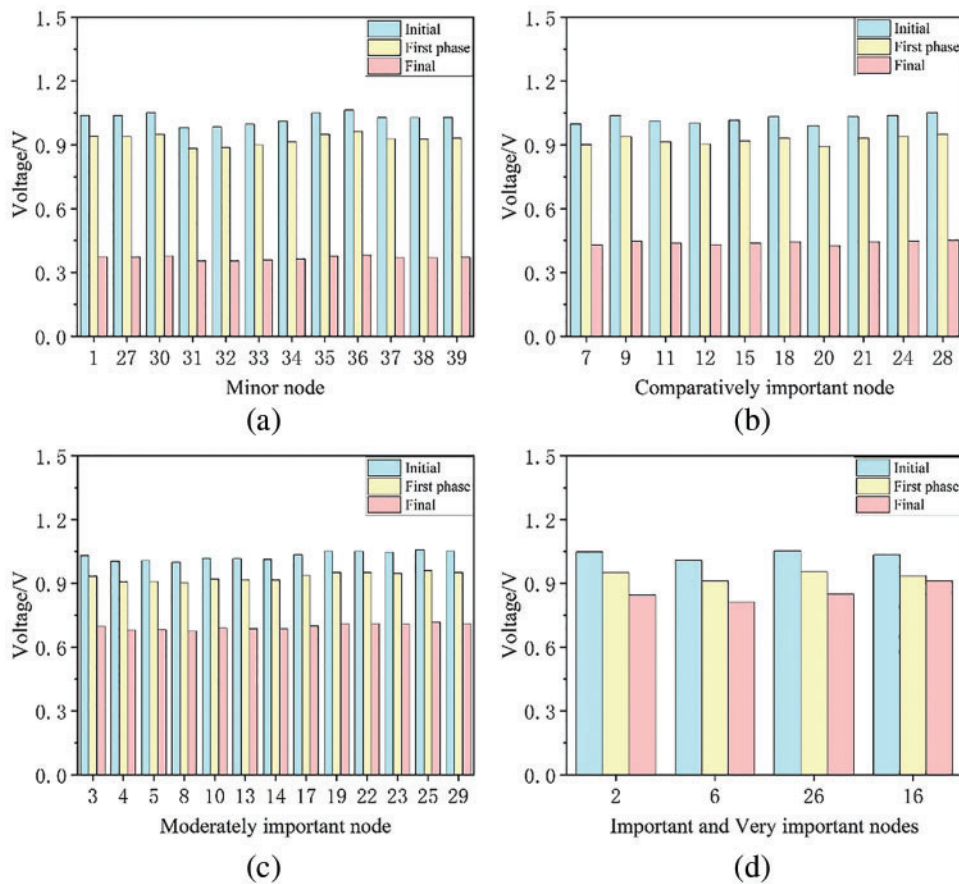 1.5
1.2
0.9
0.6
0.3
0.0
Voltage/V
Initial
First phase
Final
1 27 30 31 32 33 34 35 36 37 38 39
Minor node
(a)
1.5
1.2
0.9
0.6
0.3
0.0
Voltage/V
Initial
First phase
Final
7 9 11 12 15 18 20 21 24 28
Comparatively important node
(b)
1.5
1.2
0.9
0.6
0.3
0.0
Voltage/V
Initial
First phase
Final
3 4 5 8 10 13 14 17 19 22 23 25 29
Moderately important node
(c)
1.5
1.2
0.9
0.6
0.3
0.0
Voltage/V
Initial
First phase
Final
2 6 26 16
Important and Very important nodes
(d)